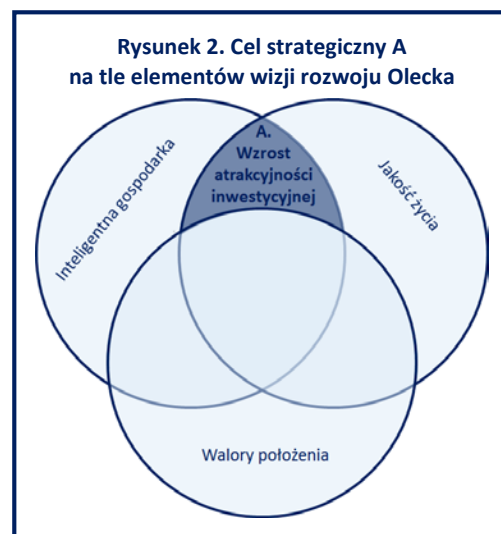 Rysunek 2. Cel strategiczny A
na tle elementów wizji rozwoju Olecka
A.
Wzrost
atrakcyjności
inwestycyjnej
Inteligentna gospodarka
Jakość życia
Walory położenia